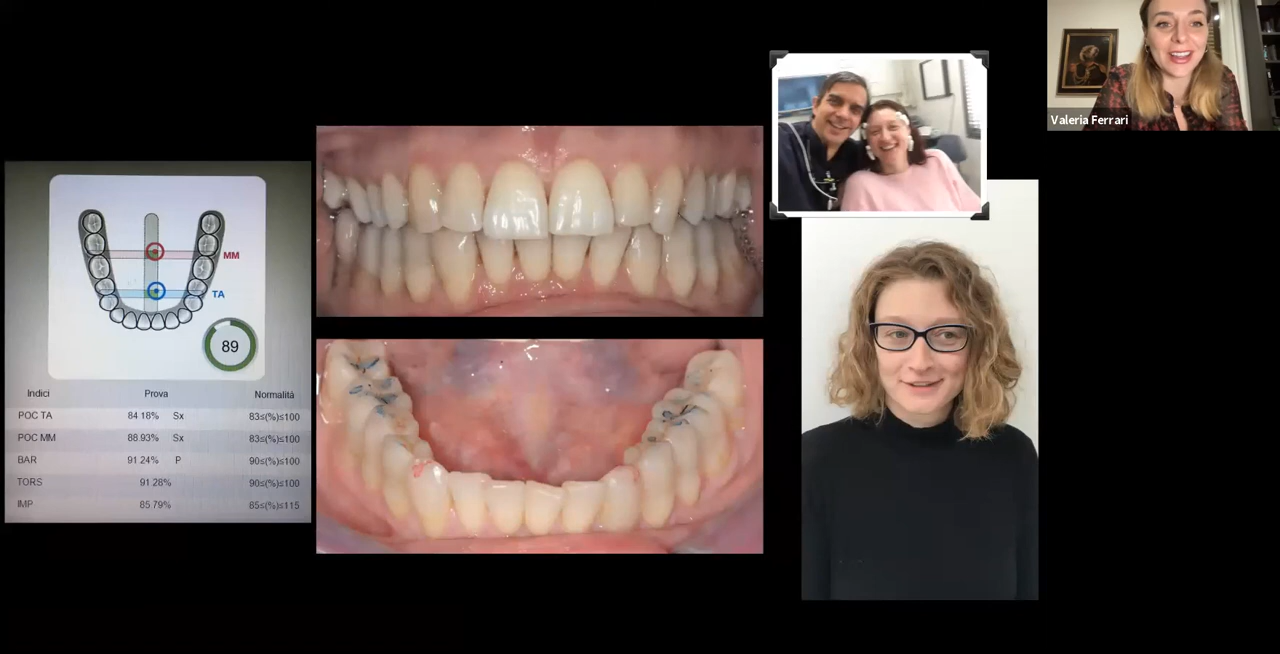 Valeria Ferrari
MM
TA
89
Indici Prova Normalità
POC TA 84.18% Sx 83≤(%)≤100
POC MM 88.93% Sx 83≤(%)≤100
BAR 91.24% P 90≤(%)≤100
TORS 91.28% 90≤(%)≤100
IMP 85.79% 85≤(%)≤115